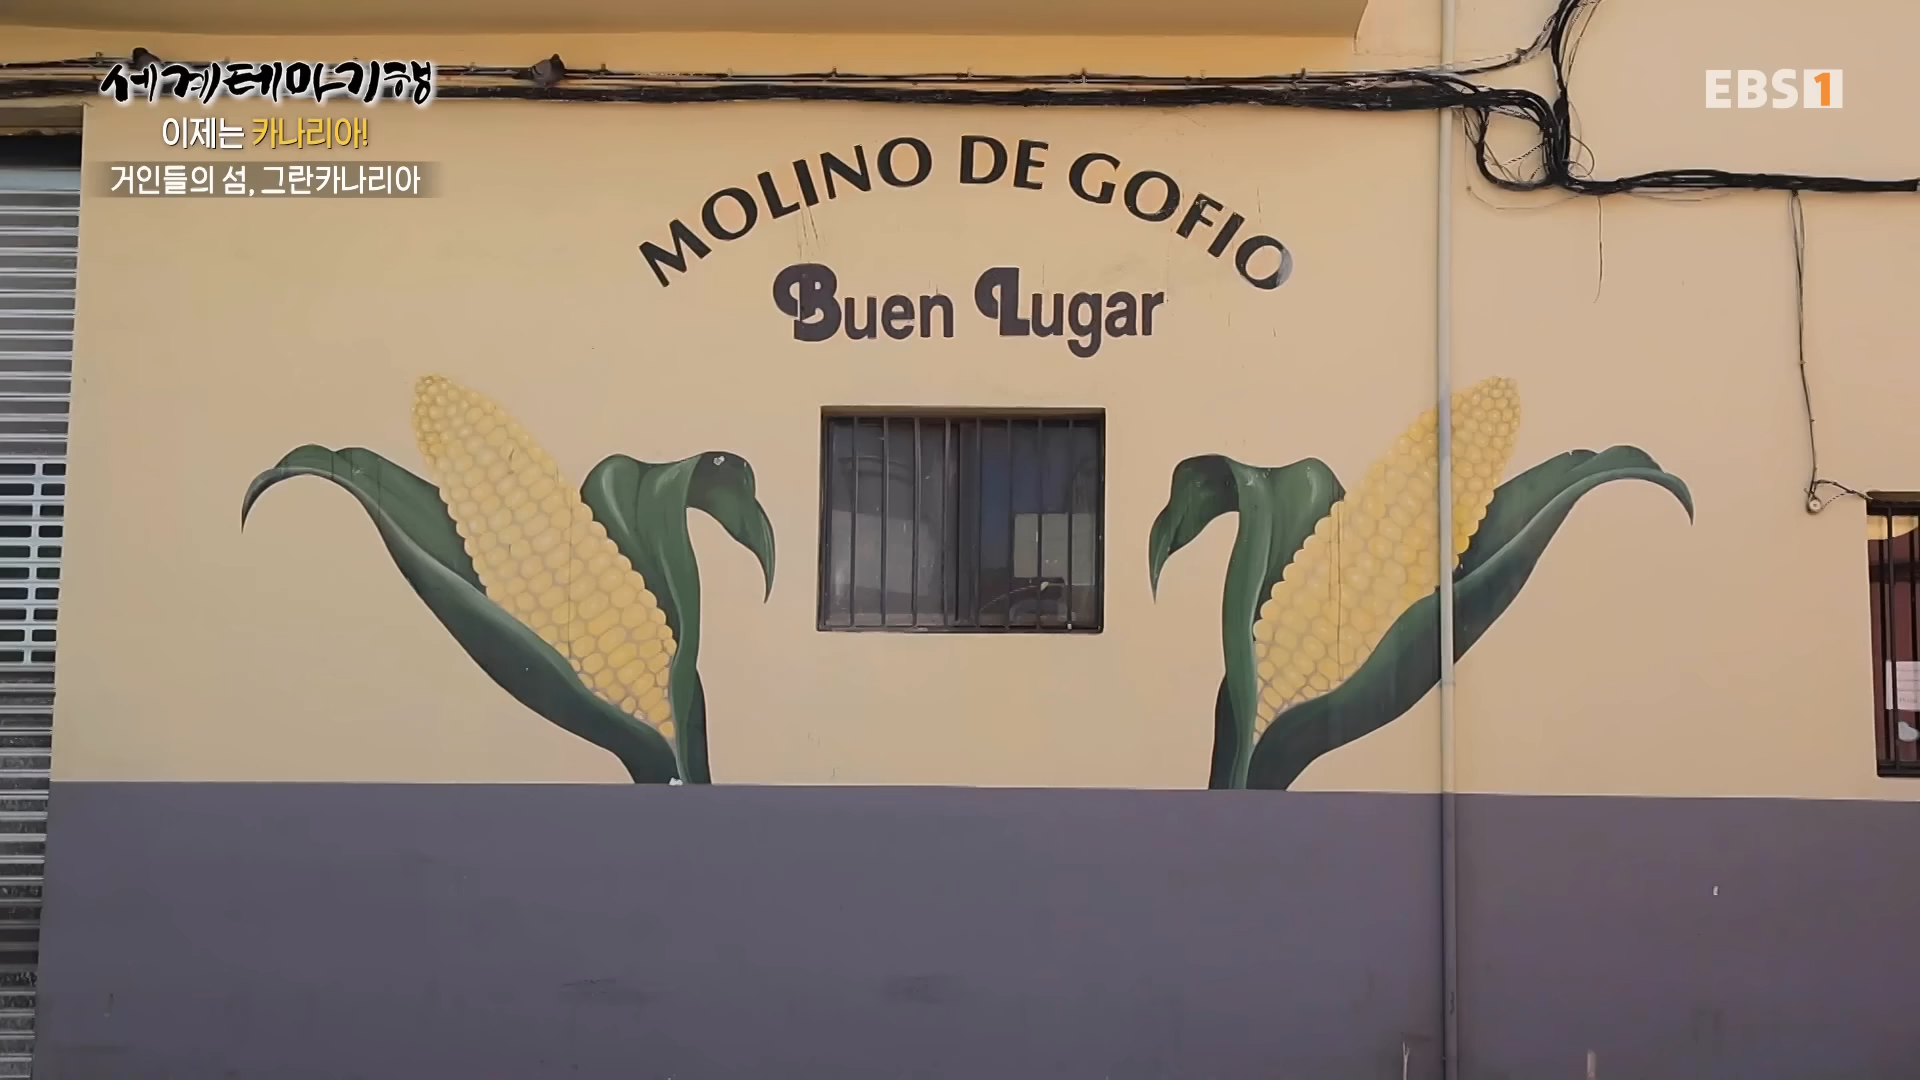 세계테마기행
이제는 카나리아!
거인들의 섬, 그란카나리아
EBS1
MOLINO DE GOFIO
Buen Lugar